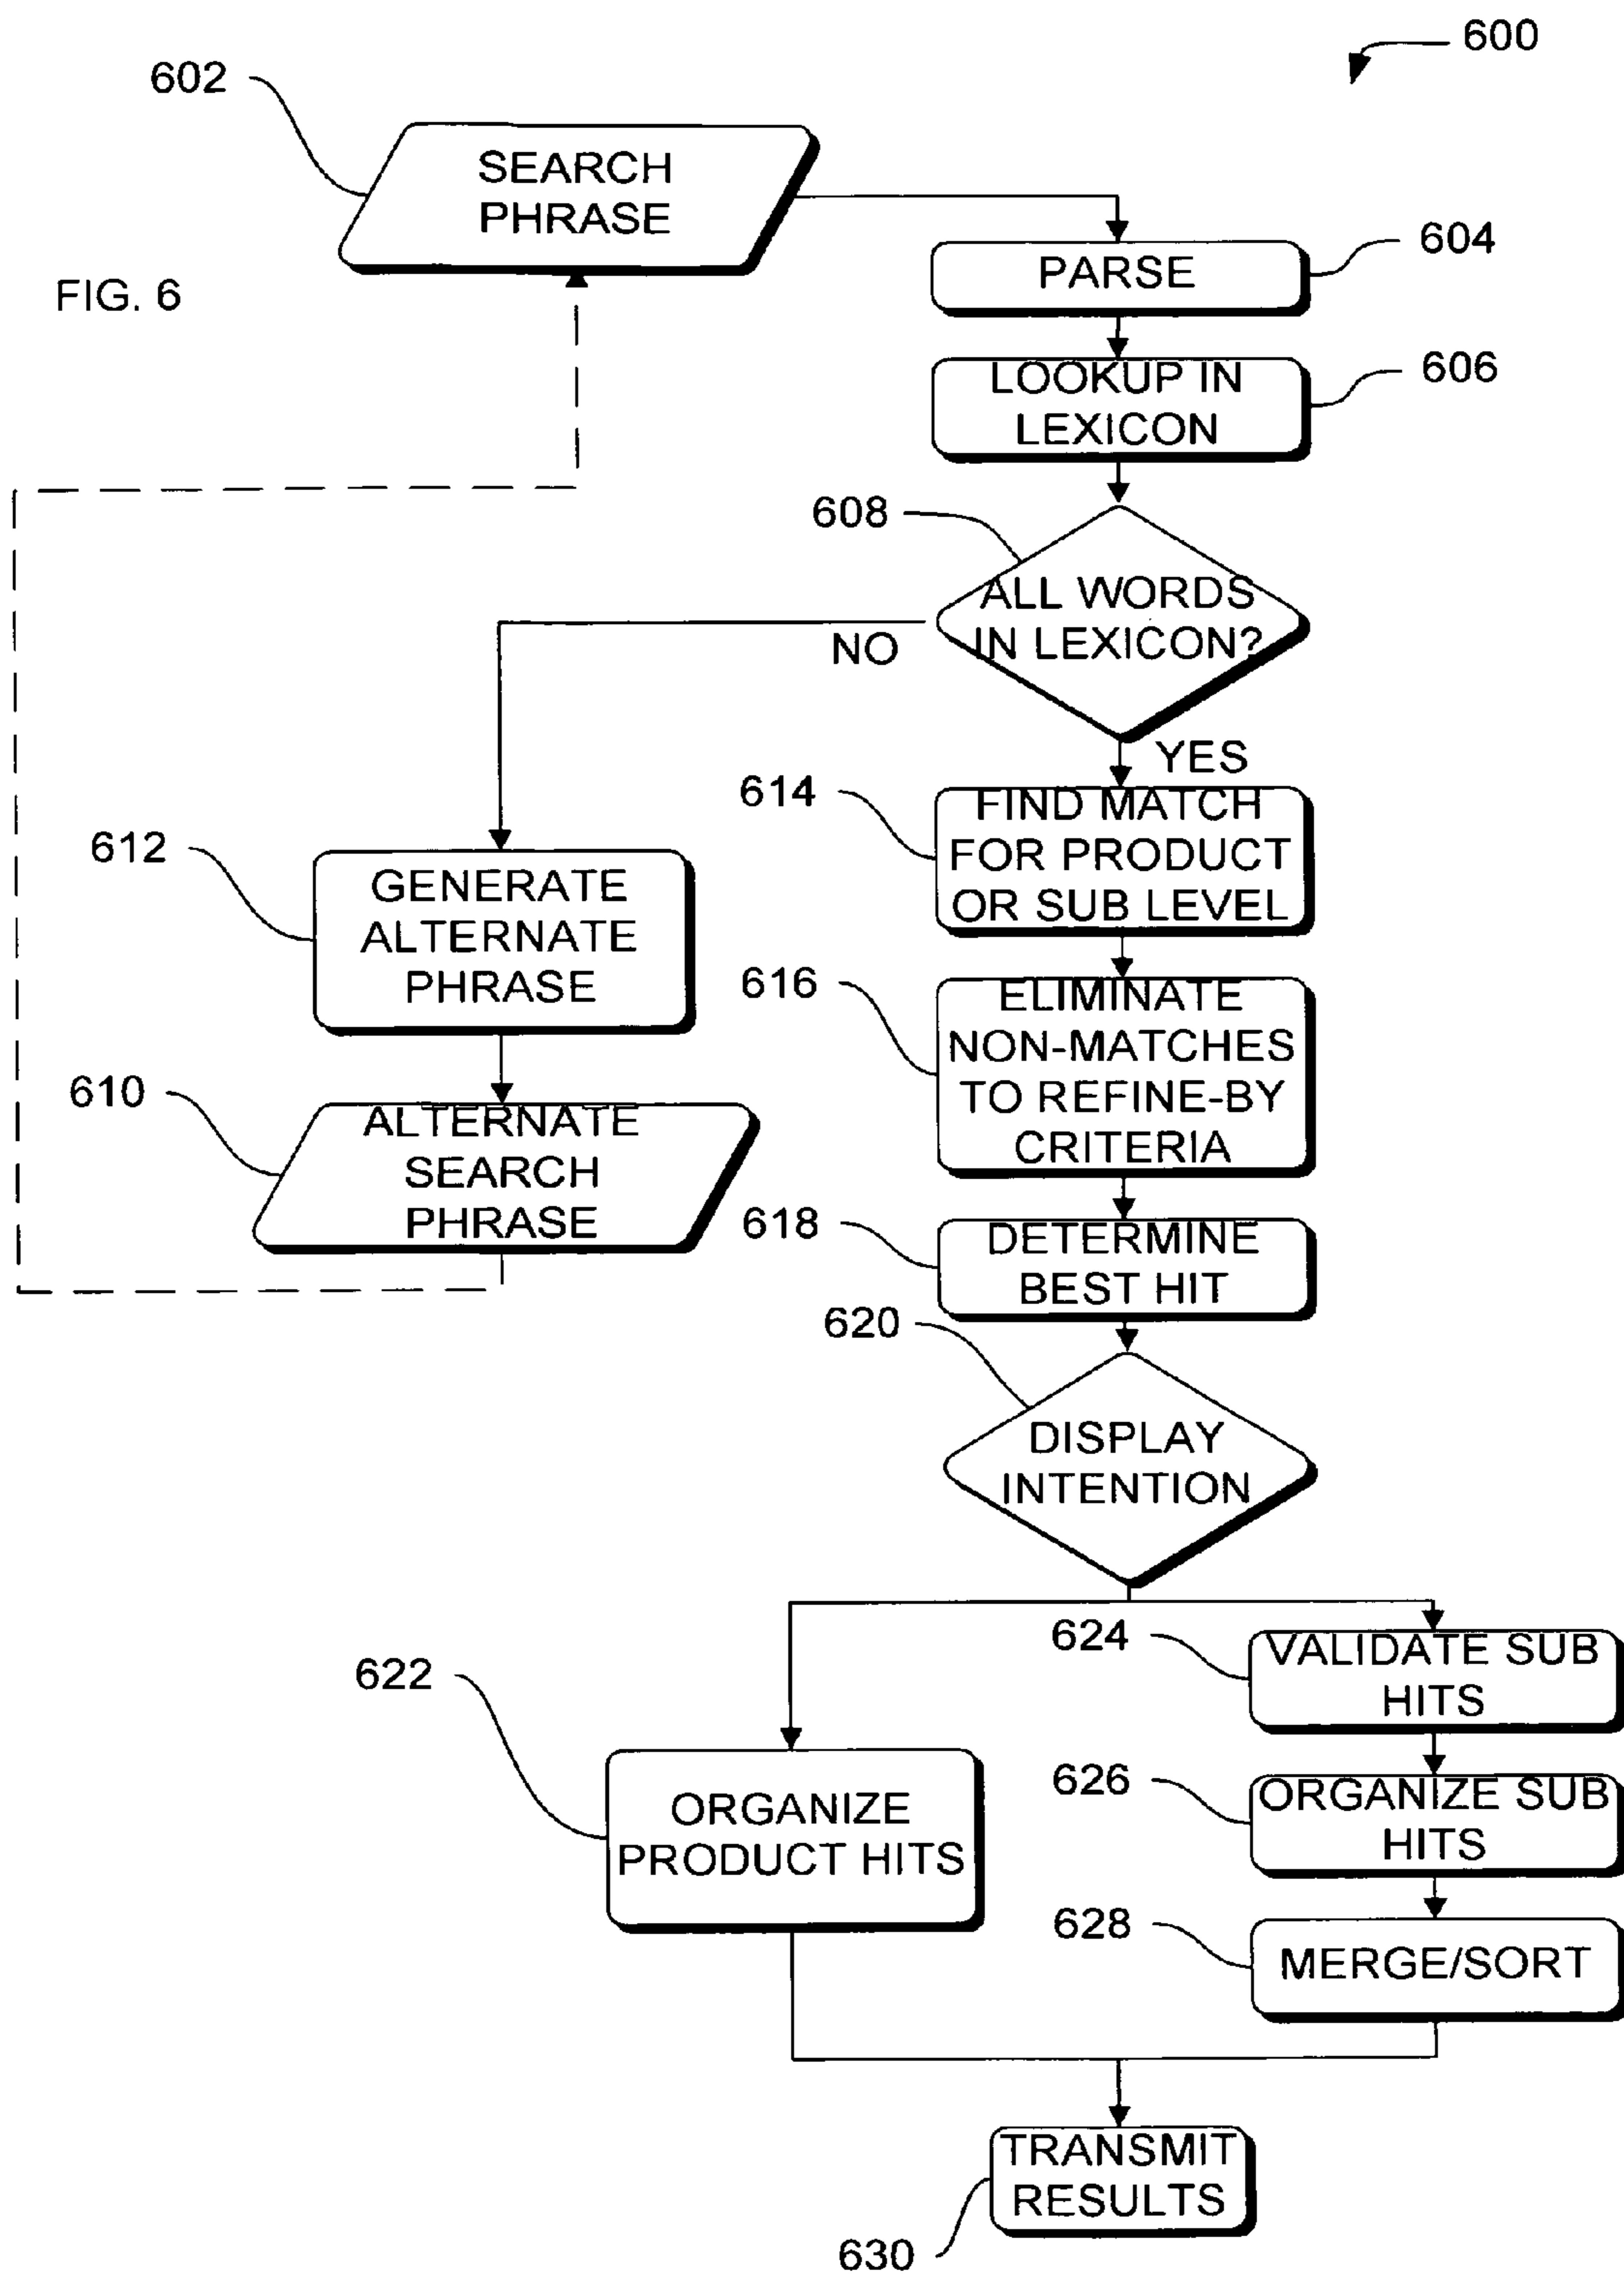 600
602
SEARCH
PHRASE
604
PARSE
FIG. 6
LOOKUP IN
LEXICON
606
608
ALL WORDS
IN LEXICON?
NO
YES
614
FIND MATCH
FOR PRODUCT
OR SUB LEVEL
612
GENERATE
ALTERNATE
PHRASE
616
ELIMINATE
NON-MATCHES
TO REFINE-BY
CRITERIA
610
ALTERNATE
SEARCH
PHRASE
618
DETERMINE
BEST HIT
620
DISPLAY
INTENTION
624
VALIDATE SUB
HITS
622
ORGANIZE
PRODUCT HITS
626
ORGANIZE SUB
HITS
628
MERGE/SORT
TRANSMIT
RESULTS
630